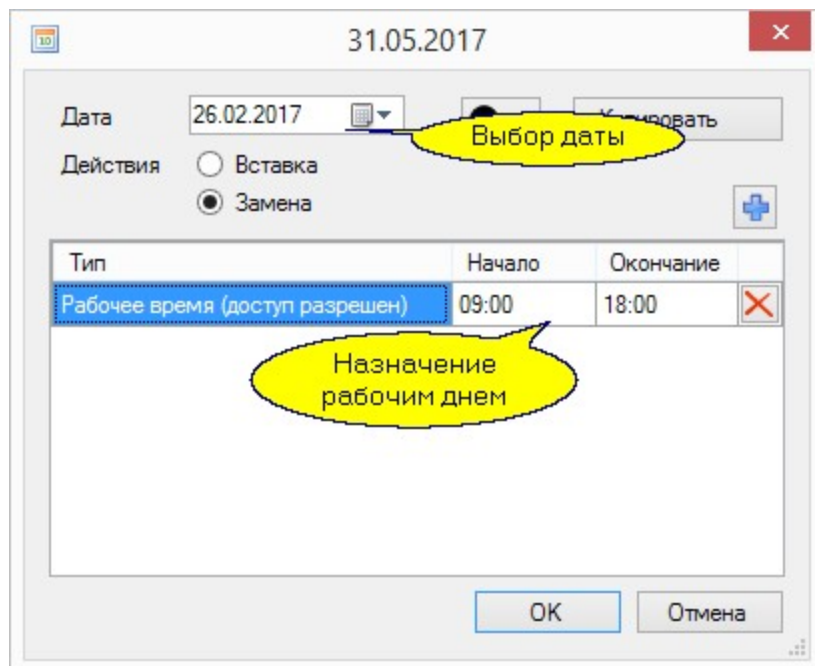 31.05.2017
Дата
26.02.2017
Выбор даты
Действия
Вставка
Замена
Тип Начало Окончание
Рабочее время (доступ разрешен) 09:00 18:00
Назначение
рабочим днем
OK Отмена